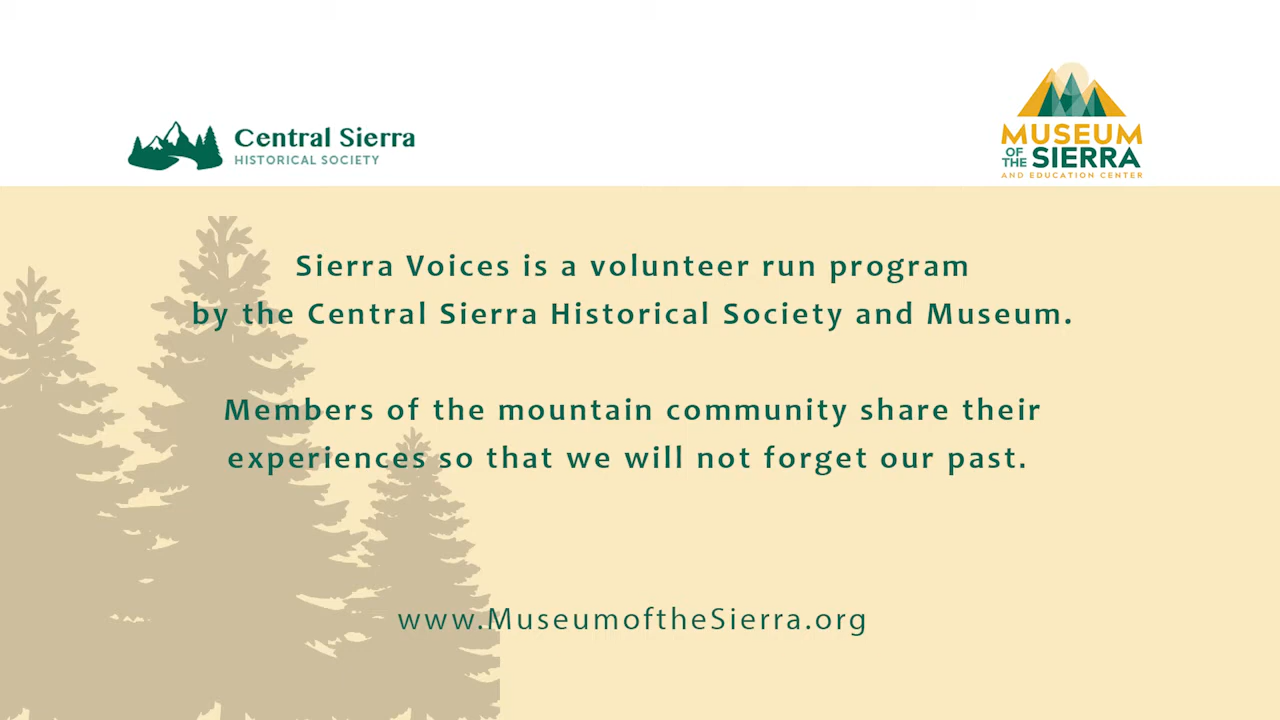 Central Sierra
HISTORICAL SOCIETY
MUSEUM
OF THE SIERRA
AND EDUCATION CENTER
Sierra Voices is a volunteer run program
by the Central Sierra Historical Society and Museum.
Members of the mountain community share their
experiences so that we will not forget our past.
www.MuseumoftheSierra.org